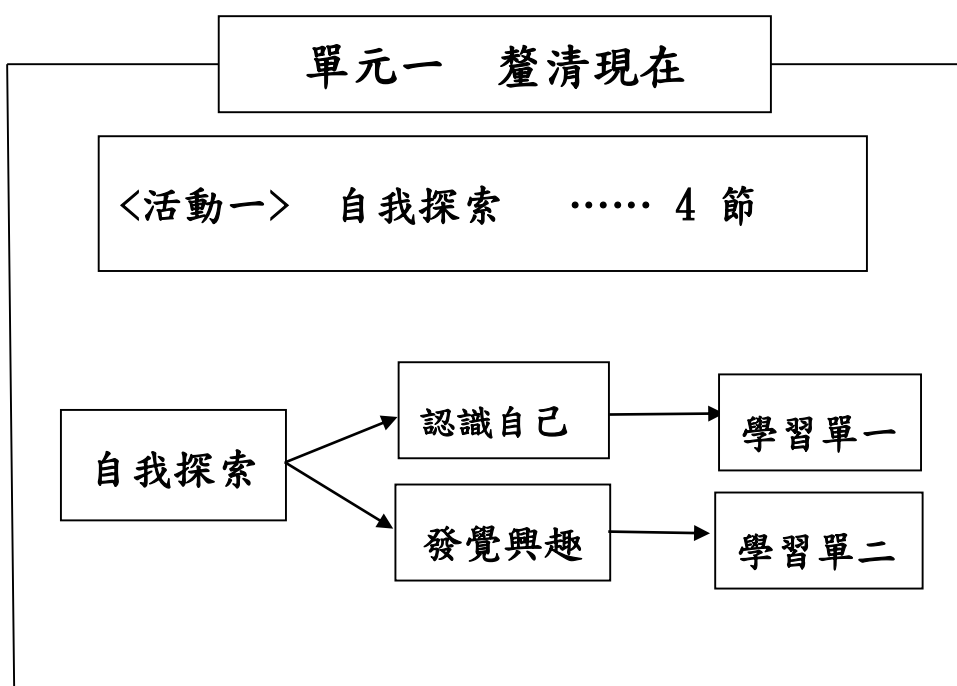 單元一　釐清現在
<活動一>　自我探索　…… 4 節
認識自己
學習單一
自我探索
發覺興趣
學習單二